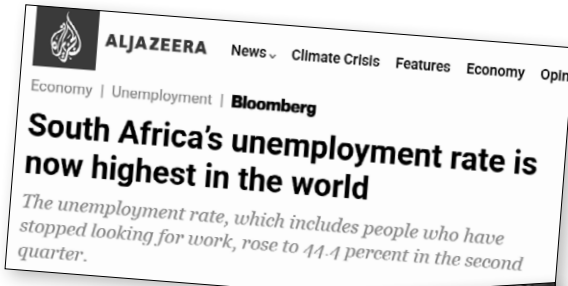 ALJAZEERA News Climate Crisis Features Economy Opin
Economy | Unemployment | Bloomberg
South Africa's unemployment rate is
now highest in the world
The unemployment rate, which includes people who have
stopped looking for work, rose to 44.4 percent in the second
quarter.